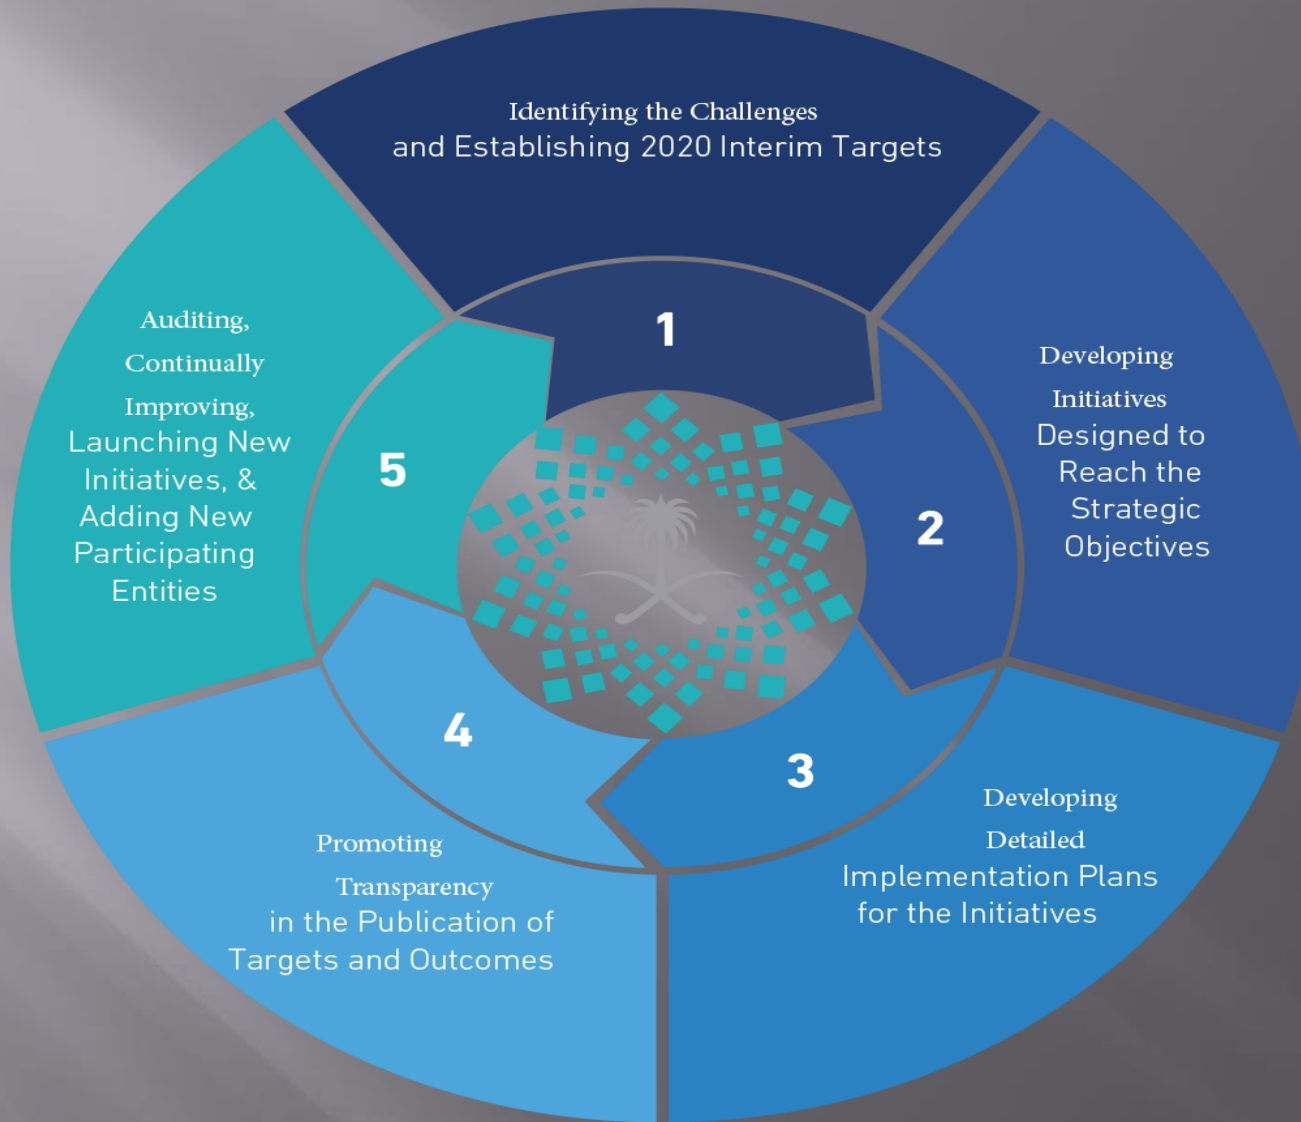 Identifying the Challenges
and Establishing 2020 Interim Targets
1
Developing
Initiatives
Designed to
Reach the
Strategic
Objectives
2
Developing
Detailed
Implementation Plans
for the Initiatives
3
Promoting
Transparency
in the Publication of
Targets and Outcomes
4
Auditing,
Continually
Improving,
Launching New
Initiatives, &
Adding New
Participating
Entities
5